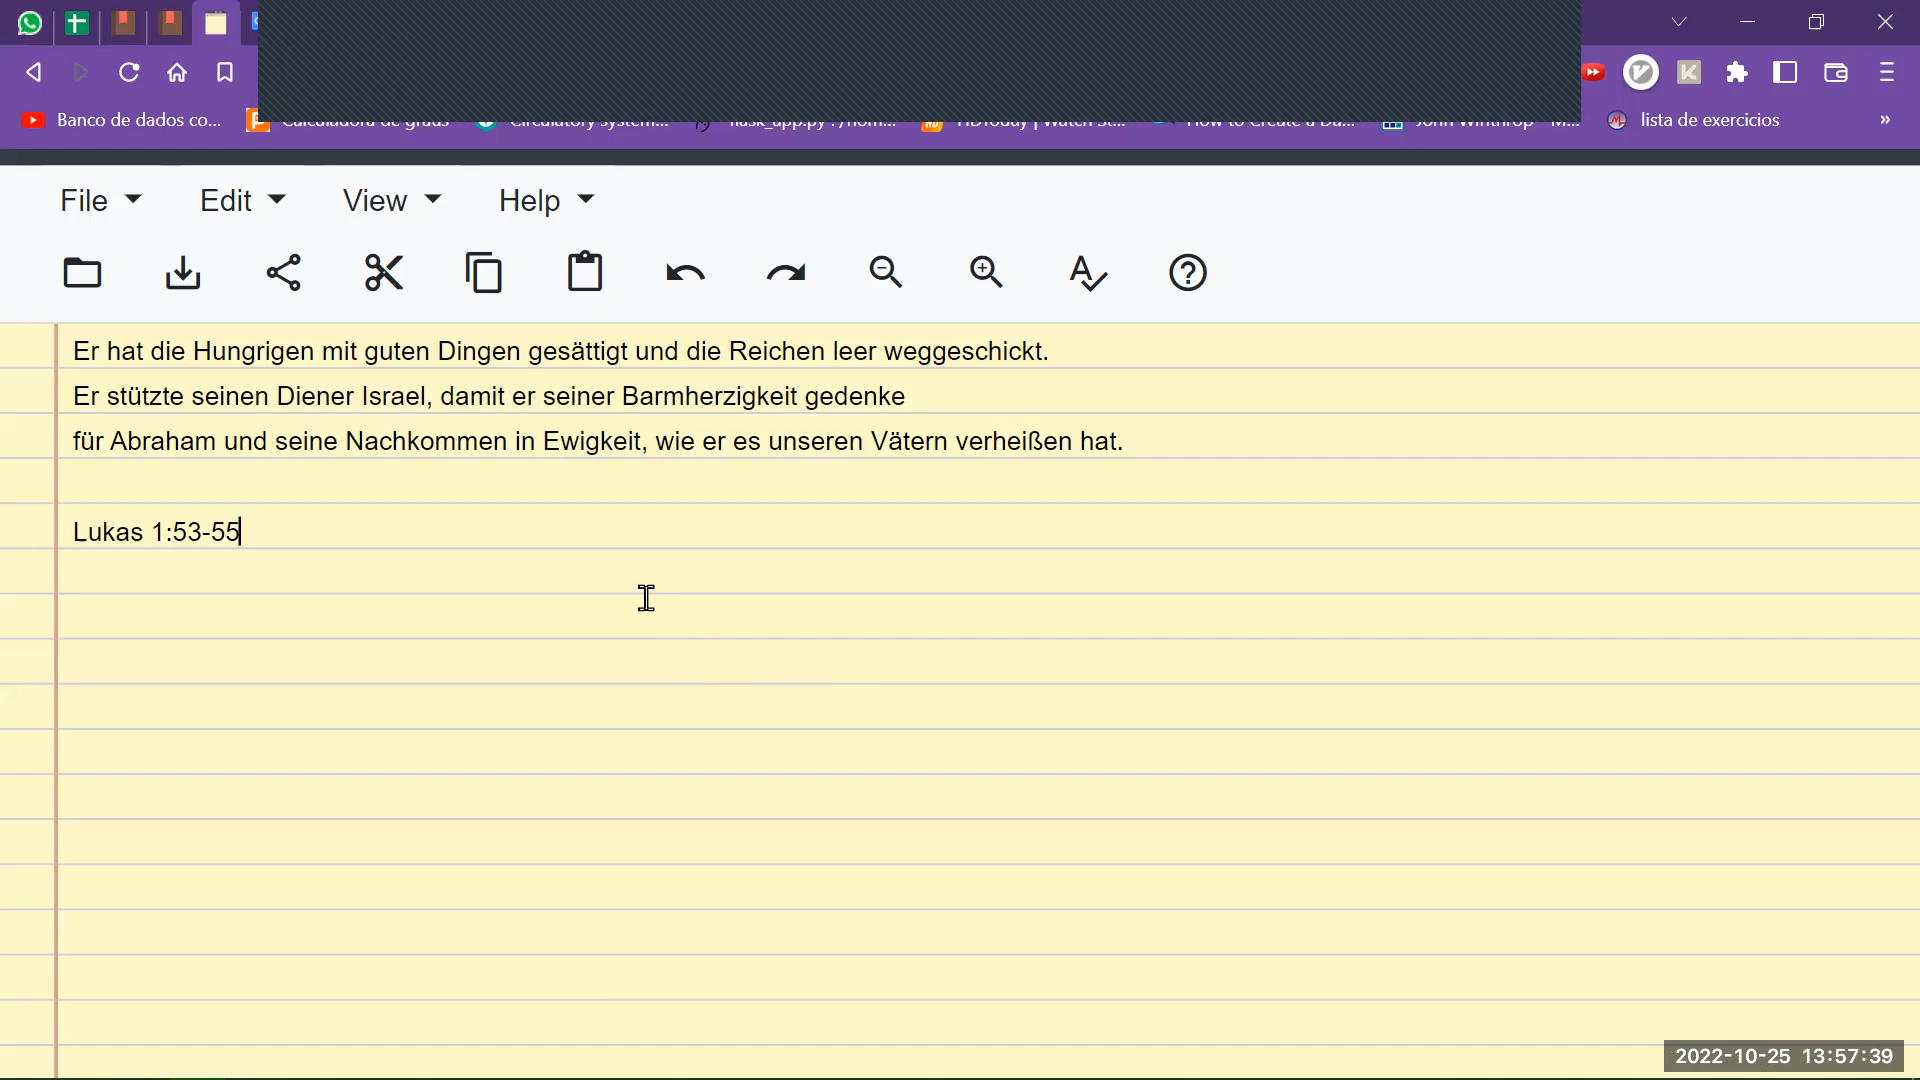 Banco de dados co...
lista de exercicios
»
File Edit View Help
Er hat die Hungrigen mit guten Dingen gesättigt und die Reichen leer weggeschickt.
Er stützte seinen Diener Israel, damit er seiner Barmherzigkeit gedenke
für Abraham und seine Nachkommen in Ewigkeit, wie er es unseren Vätern verheißen hat.
Lukas 1:53-55
2022-10-25 13:57:39